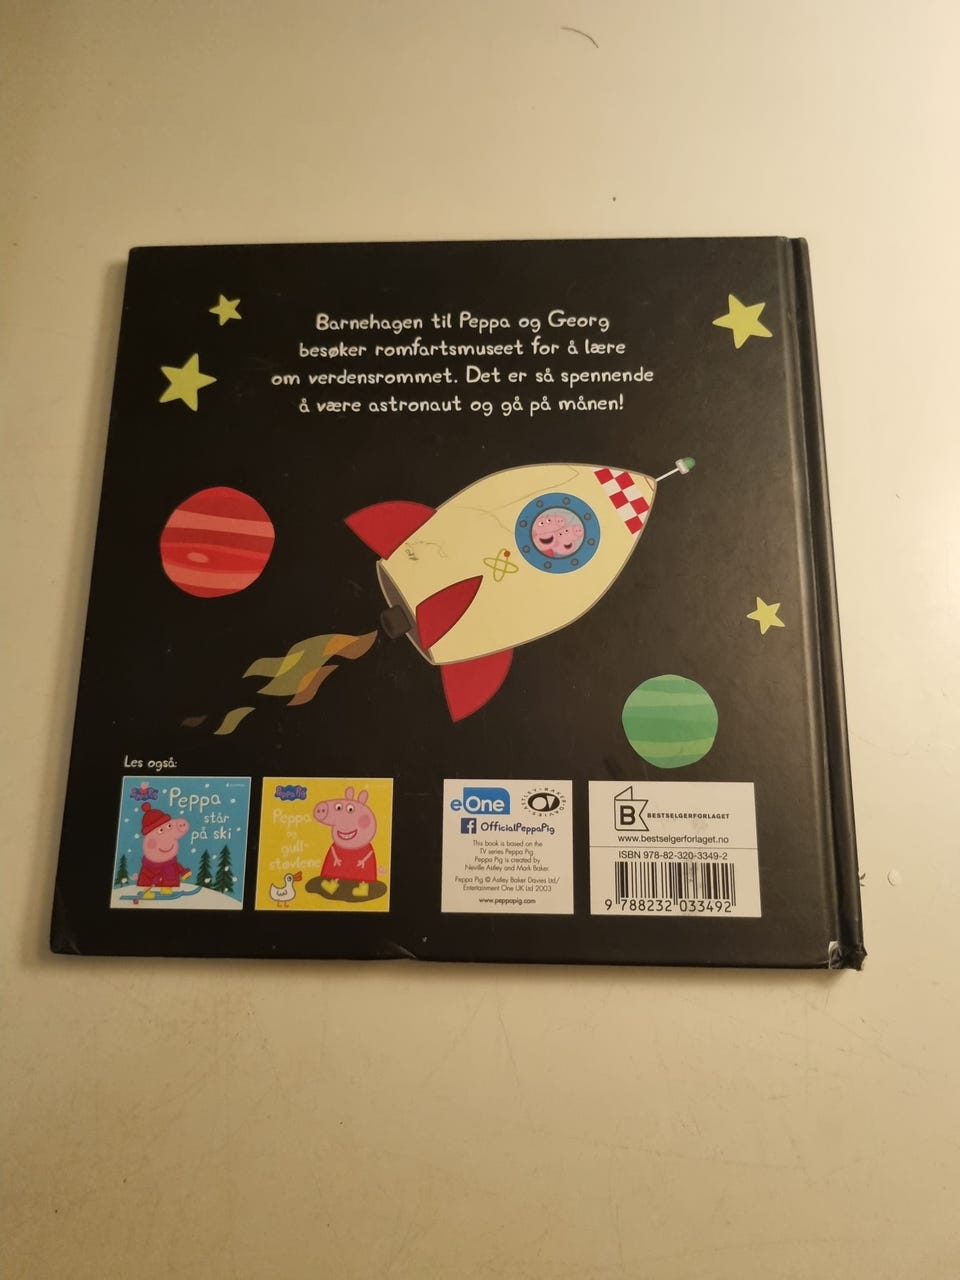 Barnehagen til Peppa og Georg
besøker romfartsmuseet for å lære
om verdensrommet. Det er så spennende
å være astronaut og gå på månen!
Les også:
Peppa Pig
Peppa
står
på ski
Peppa Pig
Peppa
og
gull-
støvlene
eOne
OfficialPeppaPig
This book is based on the
TV series Peppa Pig.
Peppa Pig is created by
Neville Astley and Mark Baker.
Peppa Pig © Astley Baker Davies Ltd/
Entertainment One UK Ltd 2003
www.peppapig.com
B BESTSELGERFORLAGET
www.bestselgerforlaget.no
ISBN 978-82-320-3349-2
9 788232 033492